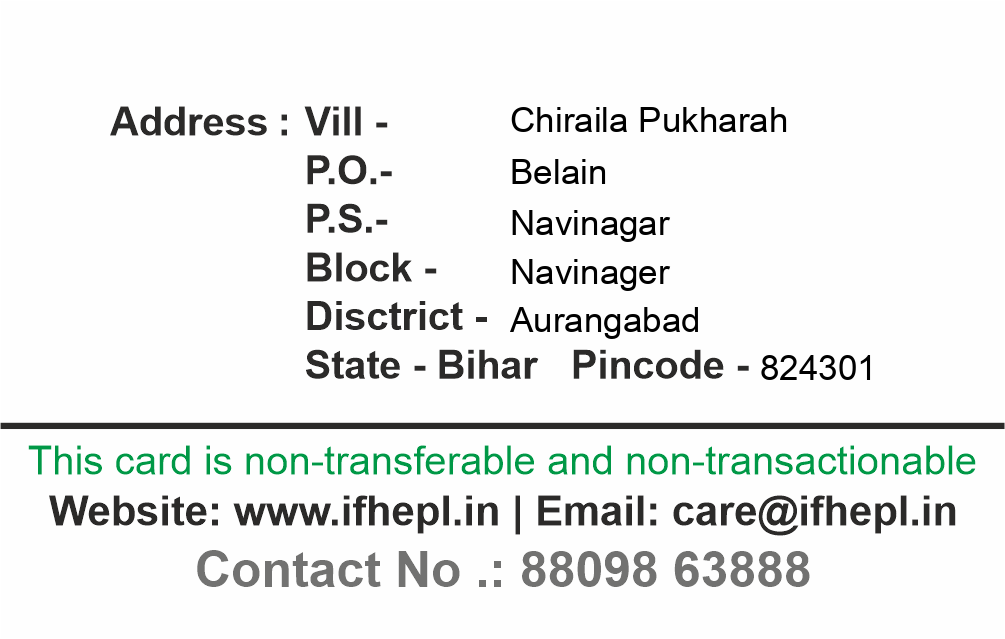 Address : Vill - Chiraila Pukharah
P.O.- Belain
P.S.- Navinagar
Block - Navinager
Disctrict - Aurangabad
State - Bihar Pincode - 824301
This card is non-transferable and non-transactionable
Website: www.ifhepl.in | Email: care@ifhepl.in
Contact No .: 88098 63888